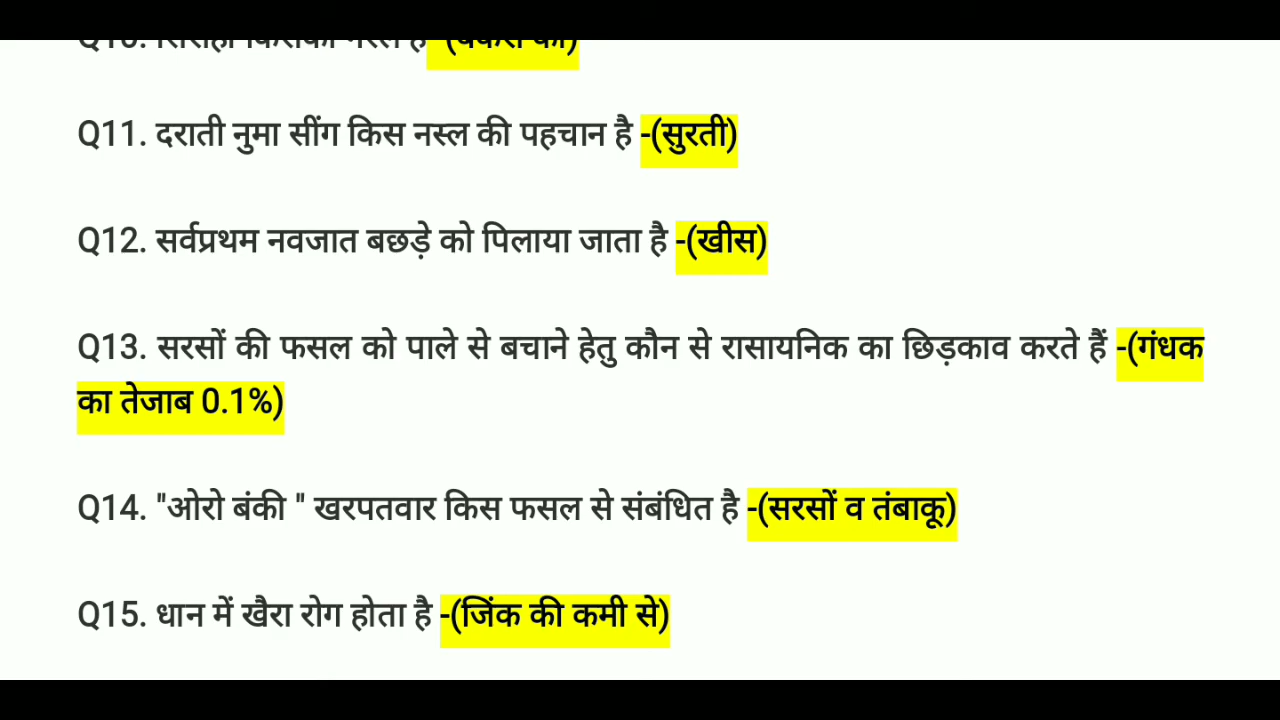 Q11. दराती नुमा सींग किस नस्ल की पहचान है -(सुरती)
Q12. सर्वप्रथम नवजात बछड़े को पिलाया जाता है -(खीस)
Q13. सरसों की फसल को पाले से बचाने हेतु कौन से रासायनिक का छिड़काव करते हैं -(गंधक
का तेजाब 0.1%)
Q14. "ओरो बंकी " खरपतवार किस फसल से संबंधित है -(सरसों व तंबाकू)
Q15. धान में खैरा रोग होता है -(जिंक की कमी से)